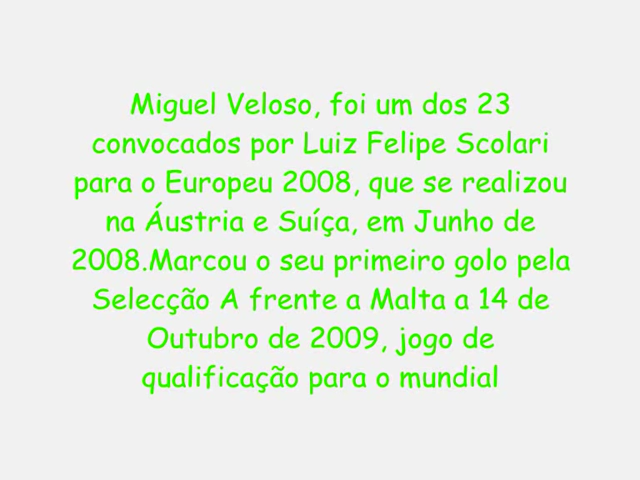 Miguel Veloso, foi um dos 23
convocados por Luiz Felipe Scolari
para o Europeu 2008, que se realizou
na Áustria e Suíça, em Junho de
2008.Marcou o seu primeiro golo pela
Selecção A frente a Malta a 14 de
Outubro de 2009, jogo de
qualificação para o mundial